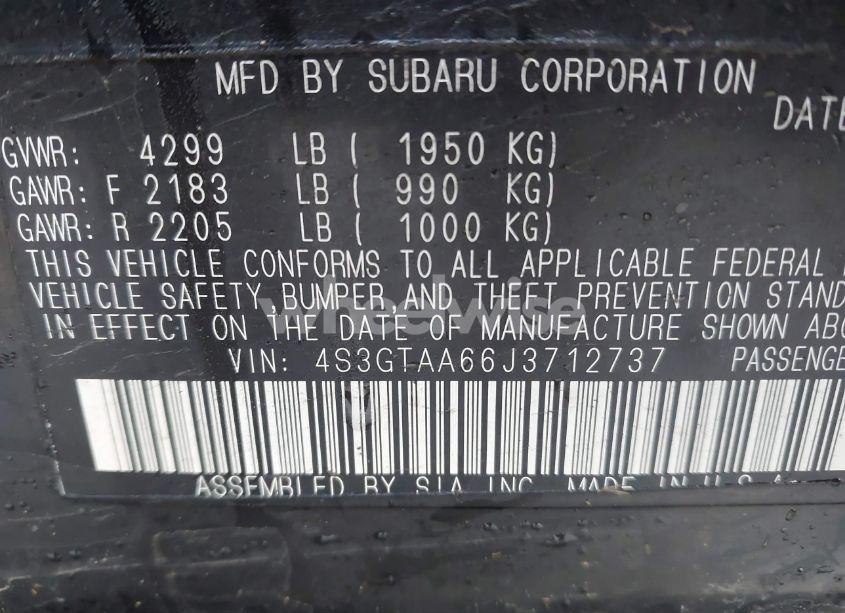 MFD BY SUBARU CORPORATION
DATE
GVWR: 4299 LB ( 1950 KG)
GAWR: F 2183 LB ( 990 KG)
GAWR: R 2205 LB ( 1000 KG)
THIS VEHICLE CONFORMS TO ALL APPLICABLE FEDERAL
VEHICLE SAFETY, BUMPER, AND THEFT PREVENTION STAND
IN EFFECT ON THE DATE OF MANUFACTURE SHOWN ABO
wheelwise
VIN: 4S3GTAA66J3712737 PASSENGE
ASSEMBLED BY SIA, INC. MADE IN U.S.A.